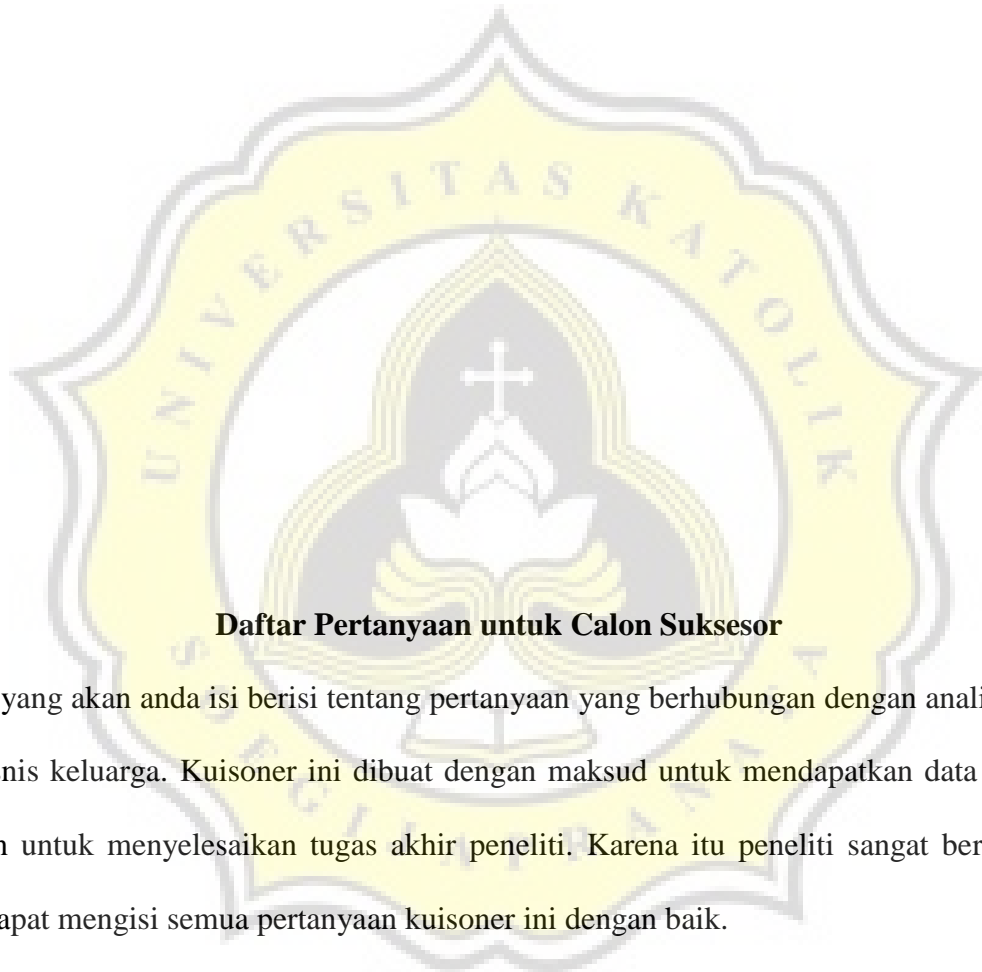 UNIVERSITAS KATOLIK
Daftar Pertanyaan untuk Calon Suksesor
yang akan anda isi berisi tentang pertanyaan yang berhubungan dengan anali
nis keluarga. Kuisoner ini dibuat dengan maksud untuk mendapatkan data
untuk menyelesaikan tugas akhir peneliti. Karena itu peneliti sangat ber
apat mengisi semua pertanyaan kuisoner ini dengan baik.
SOEGIJAPRANATA